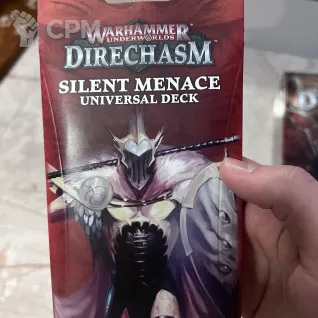 CPM
WARHAMMER
UNDERWORLDS
DIRECHASM
SILENT MENACE
UNIVERSAL DECK
D